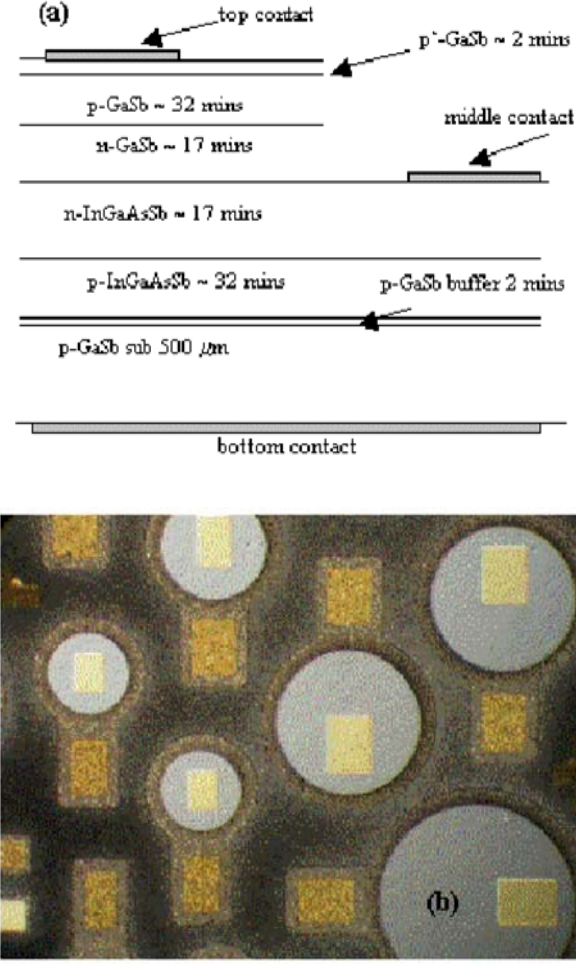 (a)
top contact
p⁺-GaSb ~ 2 mins
p-GaSb ~ 32 mins
middle contact
n-GaSb ~ 17 mins
n-InGaAsSb ~ 17 mins
p-InGaAsSb ~ 32 mins
p-GaSb buffer 2 mins
p-GaSb sub 500 μm
bottom contact
(b)